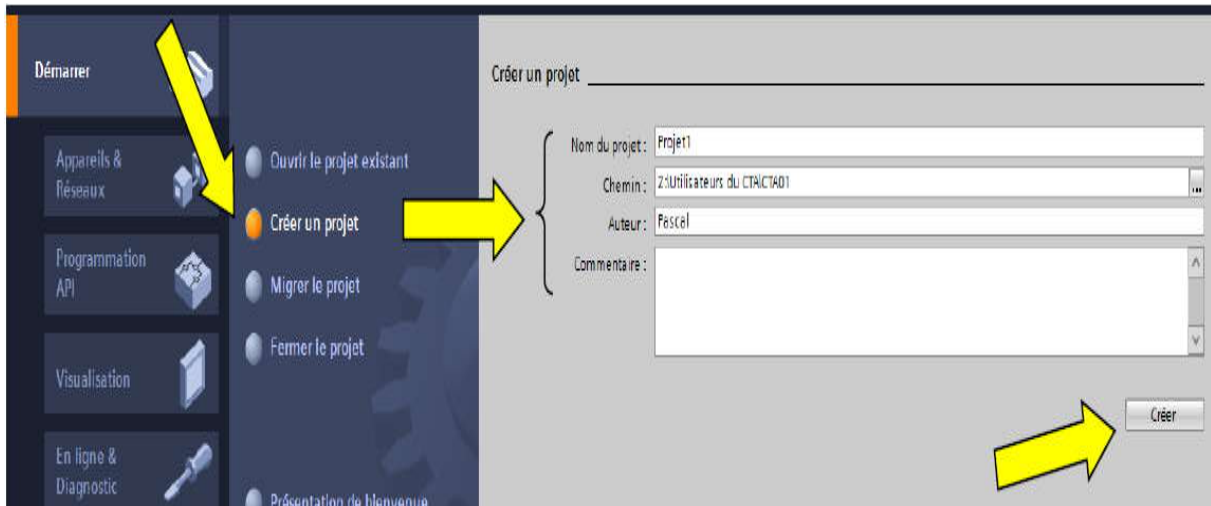 Démarrer
Appareils &
Réseaux
Programmation
API
Visualisation
En ligne &
Diagnostic
Ouvrir le projet existant
Créer un projet
Migrer le projet
Fermer le projet
Présentation de bienvenue
Créer un projet
Nom du projet : Projet1
Chemin : Z:\Utilisateurs du CTA\CTA01
...
Auteur : Pascal
Commentaire :
Créer